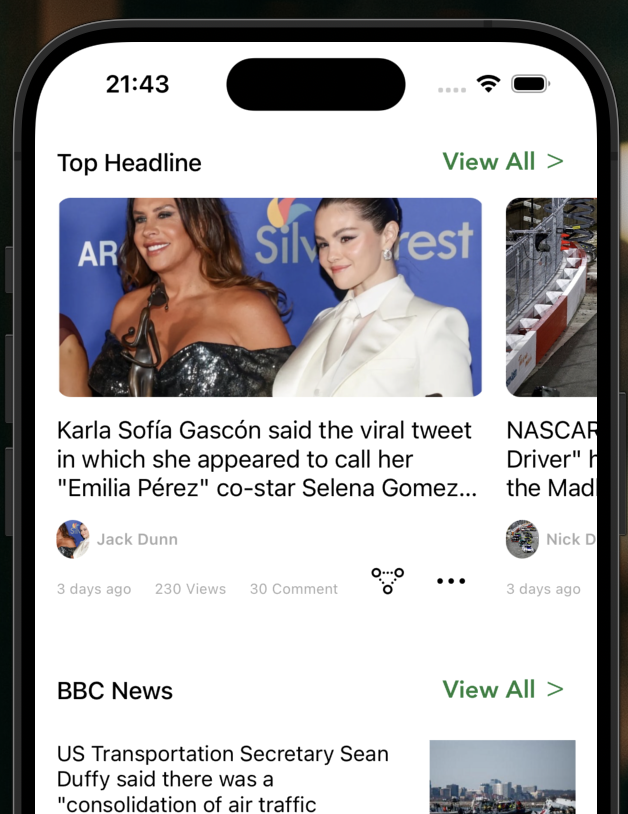 21:43
Top Headline
View All >
AR
Silv rest
Karla Sofía Gascón said the viral tweet
in which she appeared to call her
"Emilia Pérez" co-star Selena Gomez...
Jack Dunn
3 days ago 230 Views 30 Comment
NASCAR
Driver" h
the Mad
Nick D
3 days ago
BBC News
View All >
US Transportation Secretary Sean
Duffy said there was a
"consolidation of air traffic